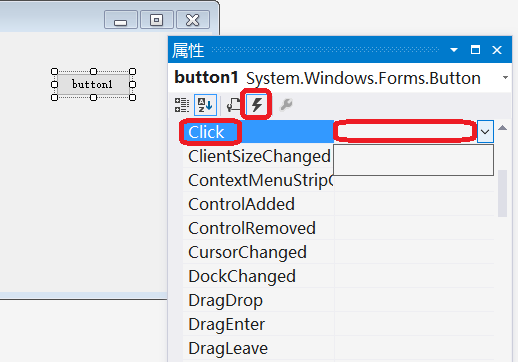 button1
属性
button1 System.Windows.Forms.Button
Click
ClientSizeChanged
ContextMenuStripC
ControlAdded
ControlRemoved
CursorChanged
DockChanged
DragDrop
DragEnter
DragLeave